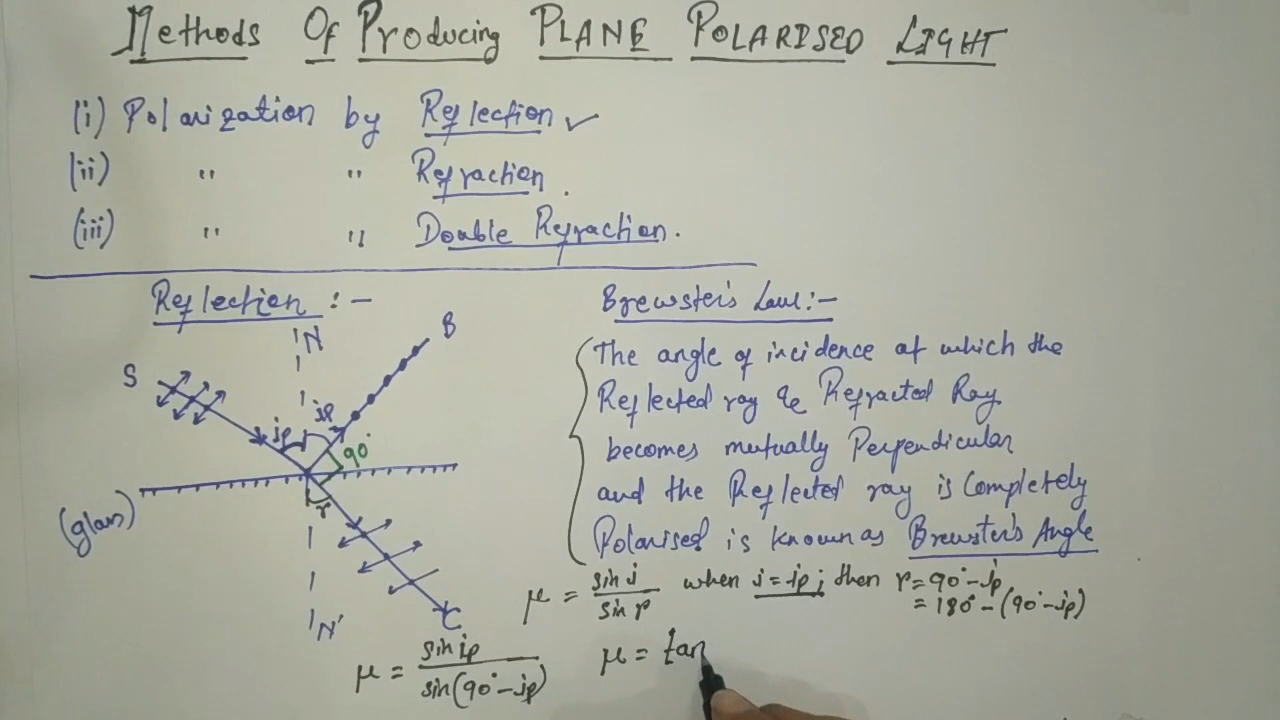 Methods Of Producing PLANE POLARISED LIGHT
(i) Polarization by Reflection ✓
(ii) " " Refraction.
(iii) " " Double Refraction.
Reflection :-
N
B
S
ip
ip
90°
(glass)
r
N'
C
Brewster's Law:-
The angle of incidence at which the
Reflected ray & Refracted Ray
becomes mutually Perpendicular
and the Reflected ray is Completely
Polarised is known as Brewster's Angle
μ = sin i / sin r when i = ip ; then r = 90° - ip
= 180° - (90° - ip)
μ = sin ip / sin(90° - ip)
μ = tan